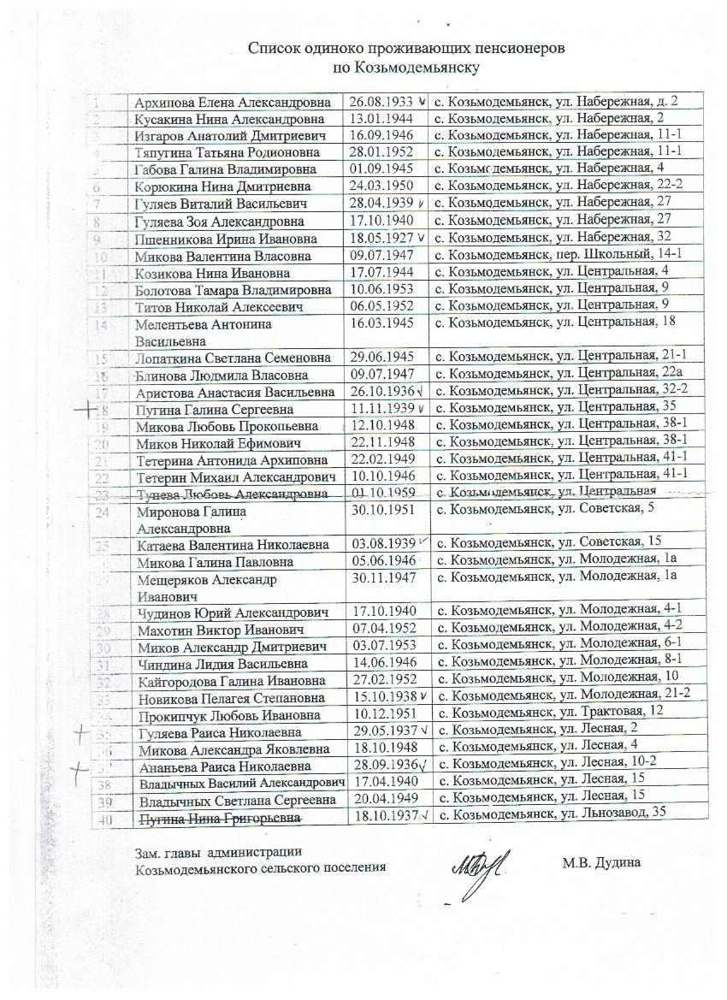 Список одиноко проживающих пенсионеров
по Козьмодемьянску
1 Архипова Елена Александровна 26.08.1933 с. Козьмодемьянск, ул. Набережная, д. 2
2 Кусакина Нина Александровна 13.01.1944 с. Козьмодемьянск, ул. Набережная, 2
3 Изгаров Анатолий Дмитриевич 16.09.1946 с. Козьмодемьянск, ул. Набережная, 11-1
4 Тяпугина Татьяна Родионовна 28.01.1952 с. Козьмодемьянск, ул. Набережная, 11-1
5 Габова Галина Владимировна 01.09.1945 с. Козьмодемьянск, ул. Набережная, 4
6 Корюкина Нина Дмитриевна 24.03.1950 с. Козьмодемьянск, ул. Набережная, 22-2
7 Гуляев Виталий Васильевич 28.04.1939 с. Козьмодемьянск, ул. Набережная, 27
8 Гуляева Зоя Александровна 17.10.1940 с. Козьмодемьянск, ул. Набережная, 27
9 Пшенникова Ирина Ивановна 18.05.1927 с. Козьмодемьянск, ул. Набережная, 32
10 Микова Валентина Власовна 09.07.1947 с. Козьмодемьянск, пер. Школьный, 14-1
11 Козикова Нина Ивановна 17.07.1944 с. Козьмодемьянск, ул. Центральная, 4
12 Болотова Тамара Владимировна 10.06.1953 с. Козьмодемьянск, ул. Центральная, 9
13 Титов Николай Алексеевич 06.05.1952 с. Козьмодемьянск, ул. Центральная, 9
14 Мелентьева Антонина 16.03.1945 с. Козьмодемьянск, ул. Центральная, 18
Васильевна
15 Лопаткина Светлана Семеновна 29.06.1945 с. Козьмодемьянск, ул. Центральная, 21-1
16 Блинова Людмила Власовна 09.07.1947 с. Козьмодемьянск, ул. Центральная, 22а
17 Аристова Анастасия Васильевна 26.10.1936 с. Козьмодемьянск, ул. Центральная, 32-2
18 Пугина Галина Сергеевна 11.11.1939 с. Козьмодемьянск, ул. Центральная, 35
19 Микова Любовь Прокопьевна 12.10.1948 с. Козьмодемьянск, ул. Центральная, 38-1
20 Миков Николай Ефимович 22.11.1948 с. Козьмодемьянск, ул. Центральная, 38-1
21 Тетерина Антонида Архиповна 22.02.1949 с. Козьмодемьянск, ул. Центральная, 41-1
22 Тетерин Михаил Александрович 10.10.1946 с. Козьмодемьянск, ул. Центральная, 41-1
23 Тунева Любовь Александровна 01.10.1959 с. Козьмодемьянск, ул. Центральная
24 Миронова Галина 30.10.1951 с. Козьмодемьянск, ул. Советская, 5
Александровна
25 Катаева Валентина Николаевна 03.08.1939 с. Козьмодемьянск, ул. Советская, 15
Микова Галина Павловна 05.06.1946 с. Козьмодемьянск, ул. Молодежная, 1а
27 Мещеряков Александр 30.11.1947 с. Козьмодемьянск, ул. Молодежная, 1а
Иванович
28 Чудинов Юрий Александрович 17.10.1940 с. Козьмодемьянск, ул. Молодежная, 4-1
29 Махотин Виктор Иванович 07.04.1952 с. Козьмодемьянск, ул. Молодежная, 4-2
30 Миков Александр Дмитриевич 03.07.1953 с. Козьмодемьянск, ул. Молодежная, 6-1
31 Чиндина Лидия Васильевна 14.06.1946 с. Козьмодемьянск, ул. Молодежная, 8-1
32 Кайгородова Галина Ивановна 27.02.1952 с. Козьмодемьянск, ул. Молодежная, 10
33 Новикова Пелагея Степановна 15.10.1938 с. Козьмодемьянск, ул. Молодежная, 21-2
34 Прокипчук Любовь Ивановна 10.12.1951 с. Козьмодемьянск, ул. Трактовая, 12
35 Гуляева Раиса Николаевна 29.05.1937 с. Козьмодемьянск, ул. Лесная, 2
36 Микова Александра Яковлевна 18.10.1948 с. Козьмодемьянск, ул. Лесная, 4
37 Ананьева Раиса Николаевна 28.09.1936 с. Козьмодемьянск, ул. Лесная, 10-2
38 Владычных Василий Александрович 17.04.1940 с. Козьмодемьянск, ул. Лесная, 15
39 Владычных Светлана Сергеевна 20.04.1949 с. Козьмодемьянск, ул. Лесная, 15
40 Пугина Нина Григорьевна 18.10.1937 с. Козьмодемьянск, ул. Льнозавод, 35
Зам. главы администрации
Козьмодемьянского сельского поселения М.В. Дудина